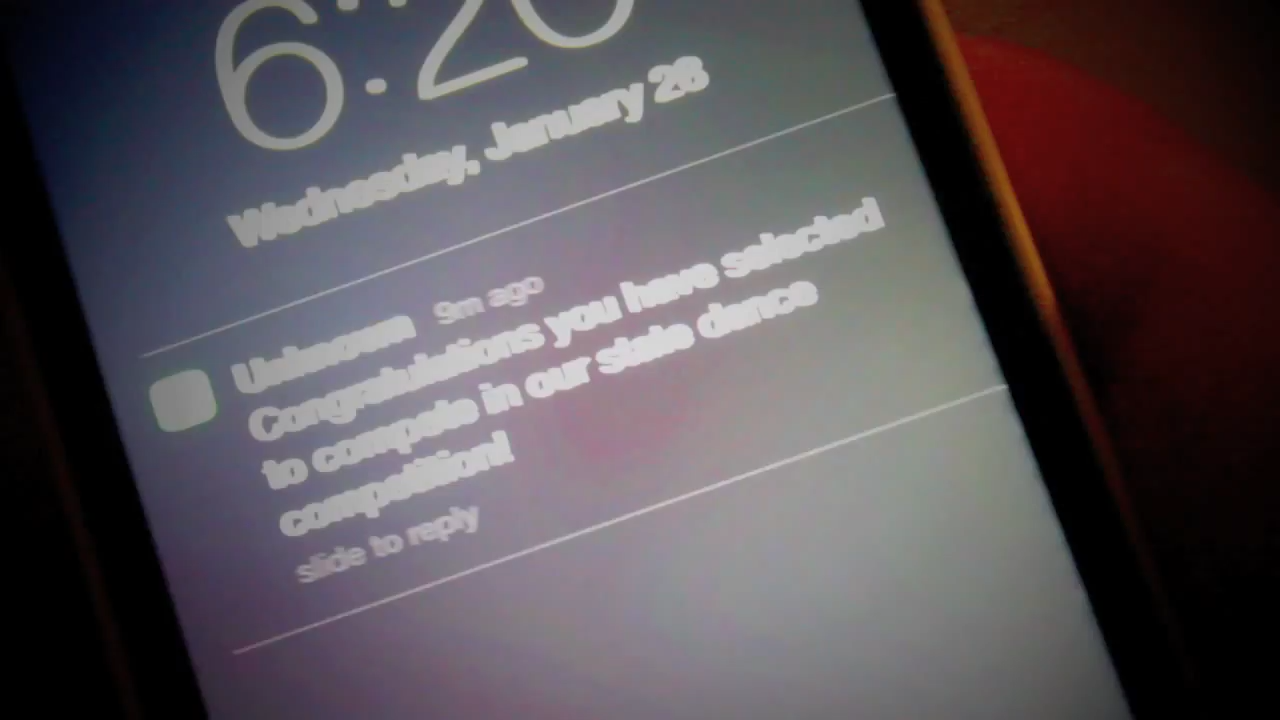 6:20
Wednesday, January 28
Unknown 9m ago
Congratulations you have selected
to compete in our state dance
competition!
slide to reply